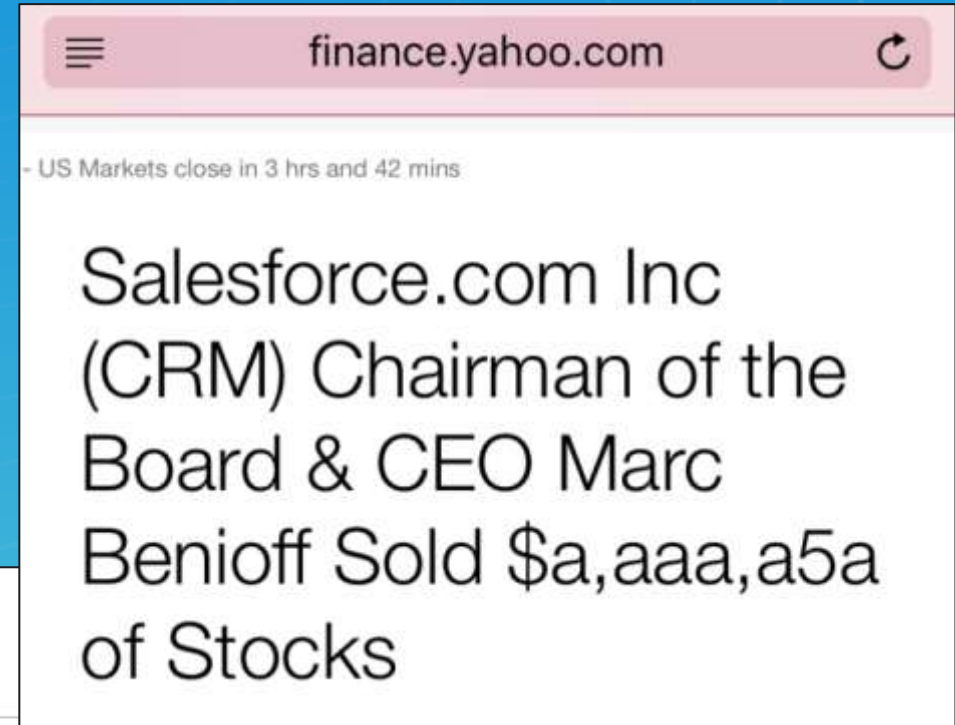 finance.yahoo.com
- US Markets close in 3 hrs and 42 mins
Salesforce.com Inc
(CRM) Chairman of the
Board & CEO Marc
Benioff Sold $a,aaa,a5a
of Stocks